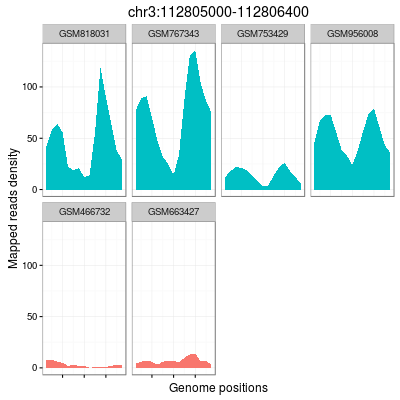 chr3:112805000-112806400
GSM818031 GSM767343 GSM753429 GSM956008
100
50
0
GSM466732 GSM663427
100
50
0
Mapped reads density
Genome positions